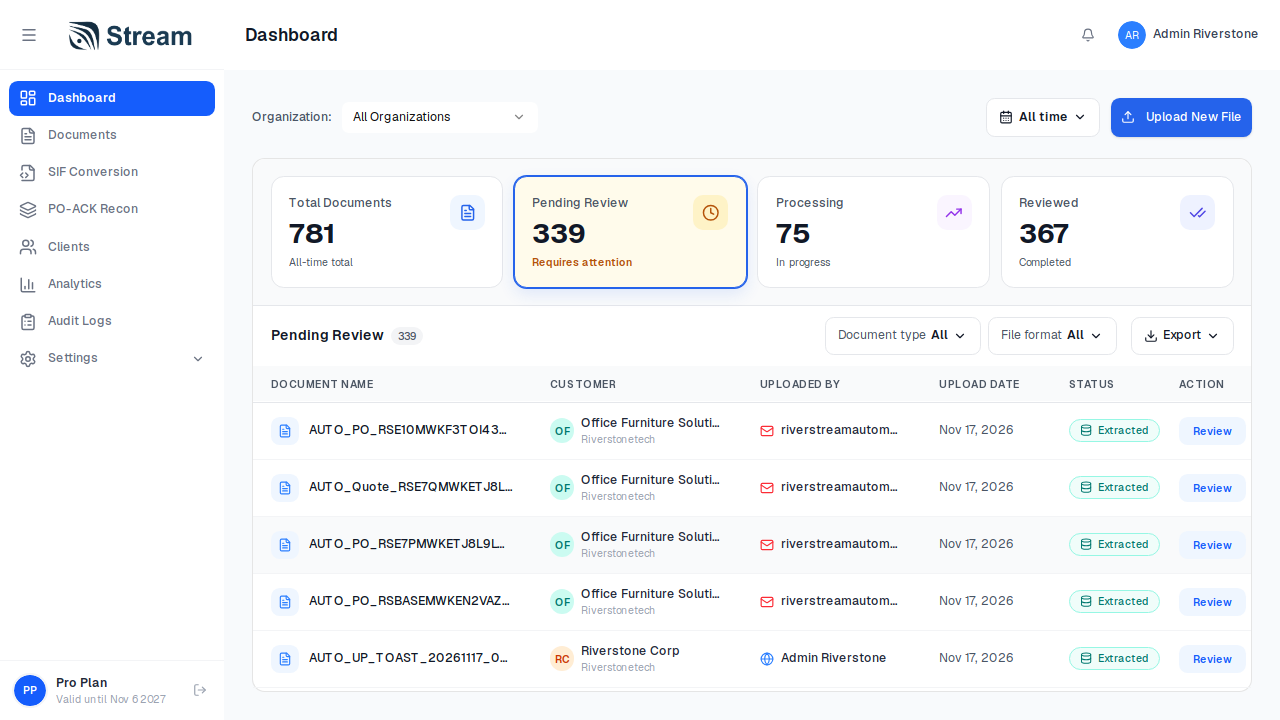 Stream
Dashboard
AR
Admin Riverstone
Dashboard
Documents
SIF Conversion
PO-ACK Recon
Clients
Analytics
Audit Logs
Settings
PP
Pro Plan
Valid until Nov 6 2027
Organization:
All Organizations
All time
Upload New File
Total Documents
781
All-time total
Pending Review
339
Requires attention
Processing
75
In progress
Reviewed
367
Completed
Pending Review 339
Document type All
File format All
Export
DOCUMENT NAME CUSTOMER UPLOADED BY UPLOAD DATE STATUS ACTION
AUTO_PO_RSE10MWKF3TOI43... OF Office Furniture Soluti... riverstreamautom... Nov 17, 2026 Extracted Review
Riverstonetech
AUTO_Quote_RSE7QMWKETJ8L... OF Office Furniture Soluti... riverstreamautom... Nov 17, 2026 Extracted Review
Riverstonetech
AUTO_PO_RSE7PMWKETJ8L9L... OF Office Furniture Soluti... riverstreamautom... Nov 17, 2026 Extracted Review
Riverstonetech
AUTO_PO_RSBASEMWKEN2VAZ... OF Office Furniture Soluti... riverstreamautom... Nov 17, 2026 Extracted Review
Riverstonetech
AUTO_UP_TOAST_20261117_0... RC Riverstone Corp Admin Riverstone Nov 17, 2026 Extracted Review
Riverstonetech